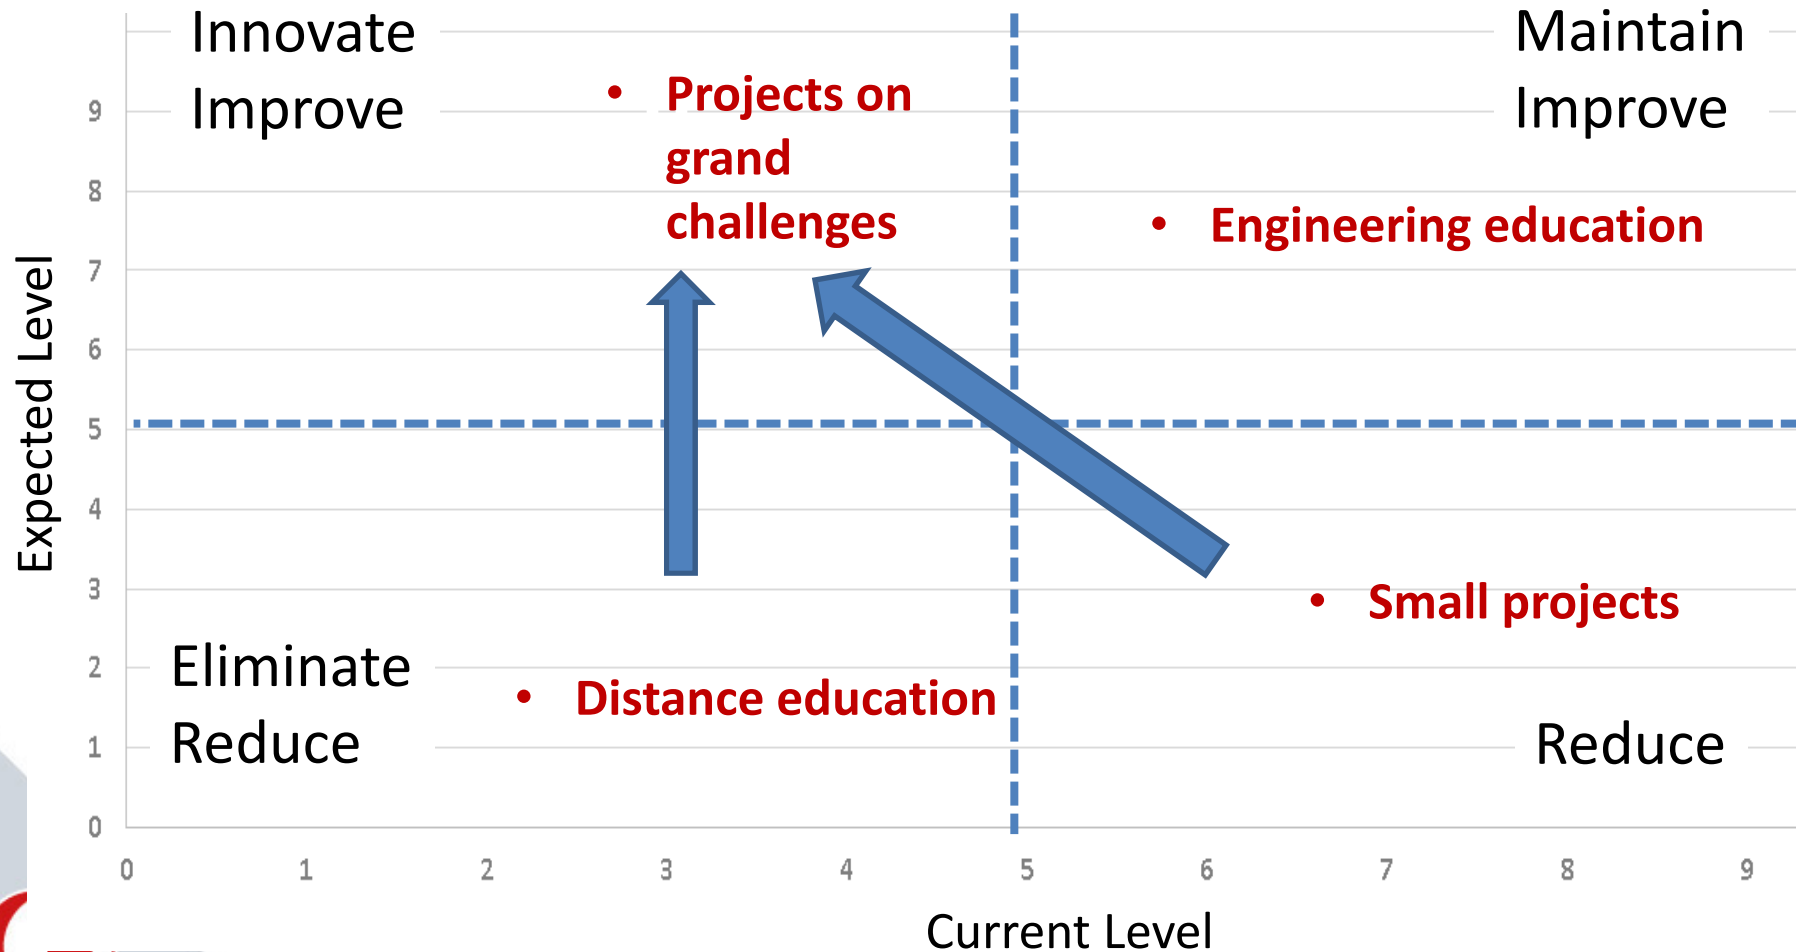 Innovate
Improve
Maintain
Improve
• Projects on
grand
challenges
• Engineering education
Expected Level
9
8
7
6
5
4
3
2
1
0
• Small projects
Eliminate
Reduce
• Distance education
Reduce
0 1 2 3 4 5 6 7 8 9
Current Level